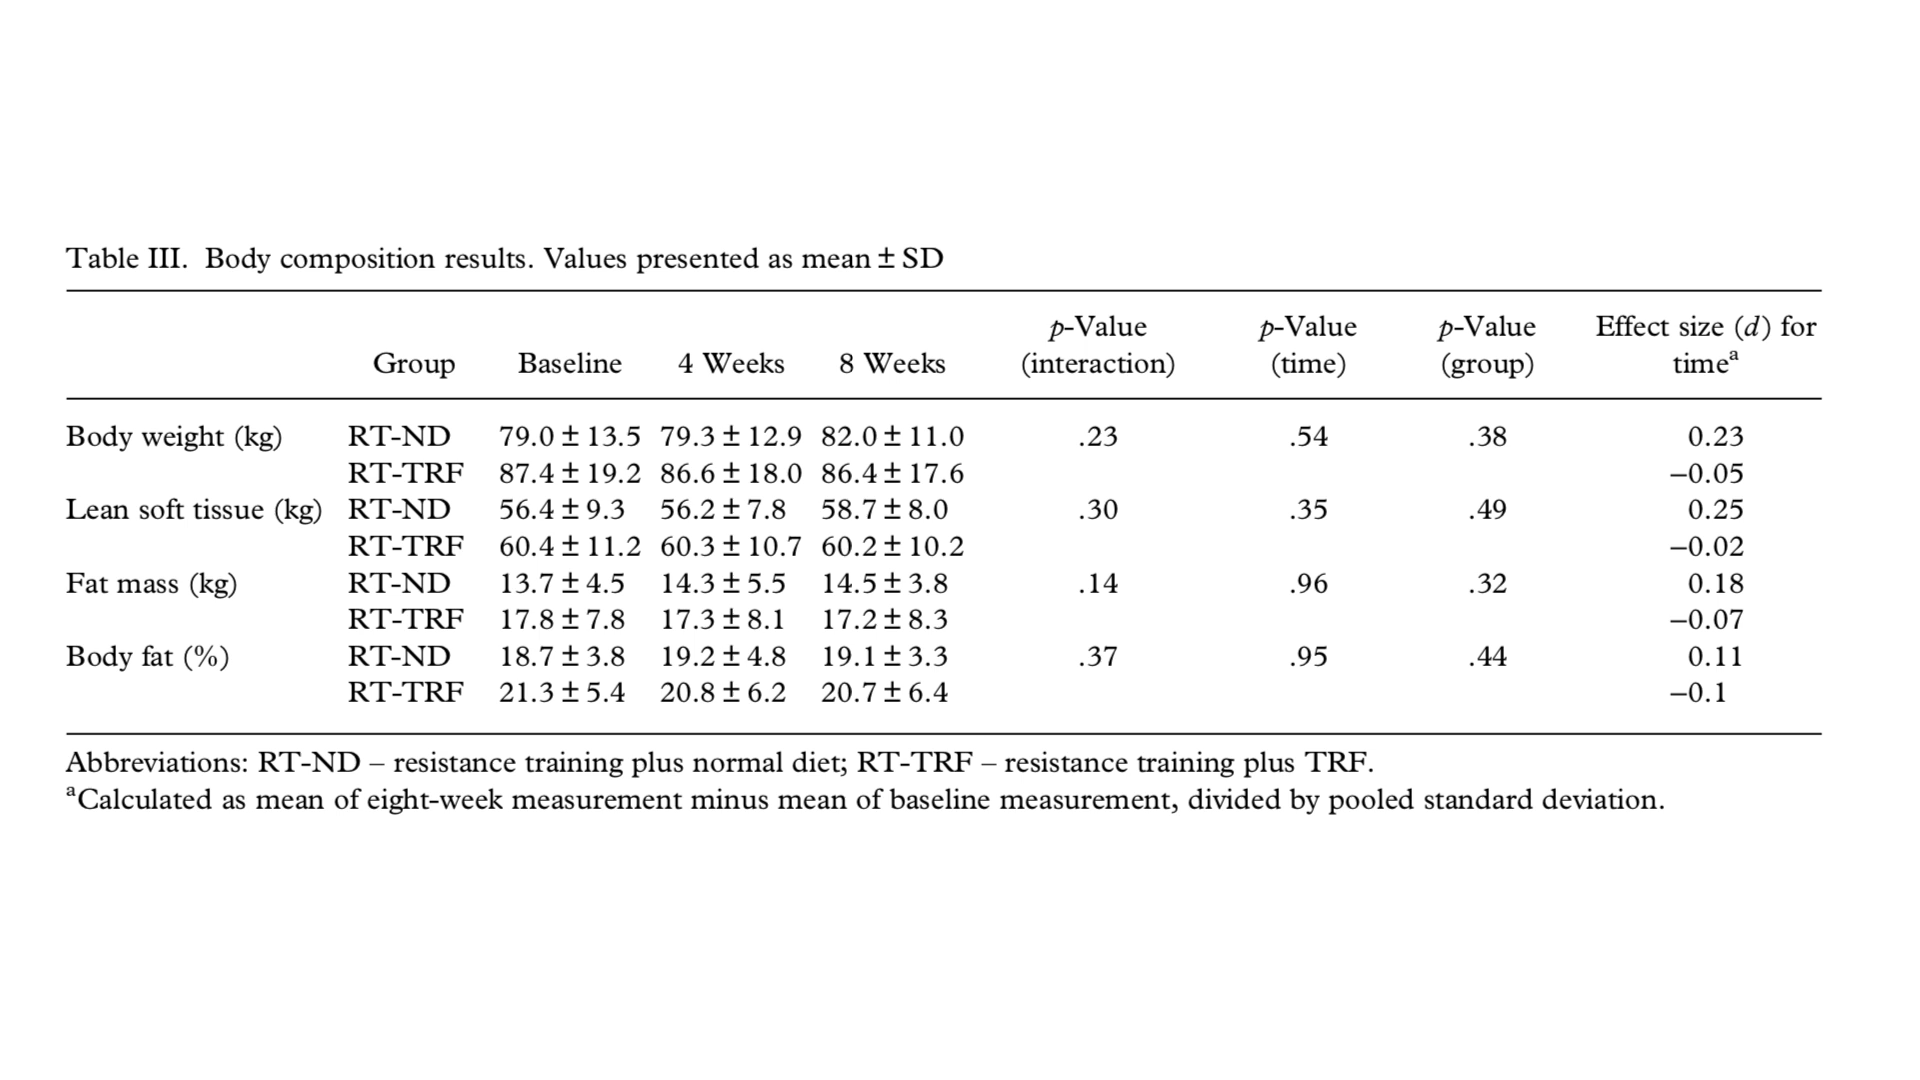 Table III. Body composition results. Values presented as mean ± SD
Group Baseline 4 Weeks 8 Weeks p-Value (interaction) p-Value (time) p-Value (group) Effect size (d) for timeᵃ
Body weight (kg) RT-ND 79.0 ± 13.5 79.3 ± 12.9 82.0 ± 11.0 .23 .54 .38 0.23
RT-TRF 87.4 ± 19.2 86.6 ± 18.0 86.4 ± 17.6 −0.05
Lean soft tissue (kg) RT-ND 56.4 ± 9.3 56.2 ± 7.8 58.7 ± 8.0 .30 .35 .49 0.25
RT-TRF 60.4 ± 11.2 60.3 ± 10.7 60.2 ± 10.2 −0.02
Fat mass (kg) RT-ND 13.7 ± 4.5 14.3 ± 5.5 14.5 ± 3.8 .14 .96 .32 0.18
RT-TRF 17.8 ± 7.8 17.3 ± 8.1 17.2 ± 8.3 −0.07
Body fat (%) RT-ND 18.7 ± 3.8 19.2 ± 4.8 19.1 ± 3.3 .37 .95 .44 0.11
RT-TRF 21.3 ± 5.4 20.8 ± 6.2 20.7 ± 6.4 −0.1
Abbreviations: RT-ND – resistance training plus normal diet; RT-TRF – resistance training plus TRF.
ᵃCalculated as mean of eight-week measurement minus mean of baseline measurement, divided by pooled standard deviation.